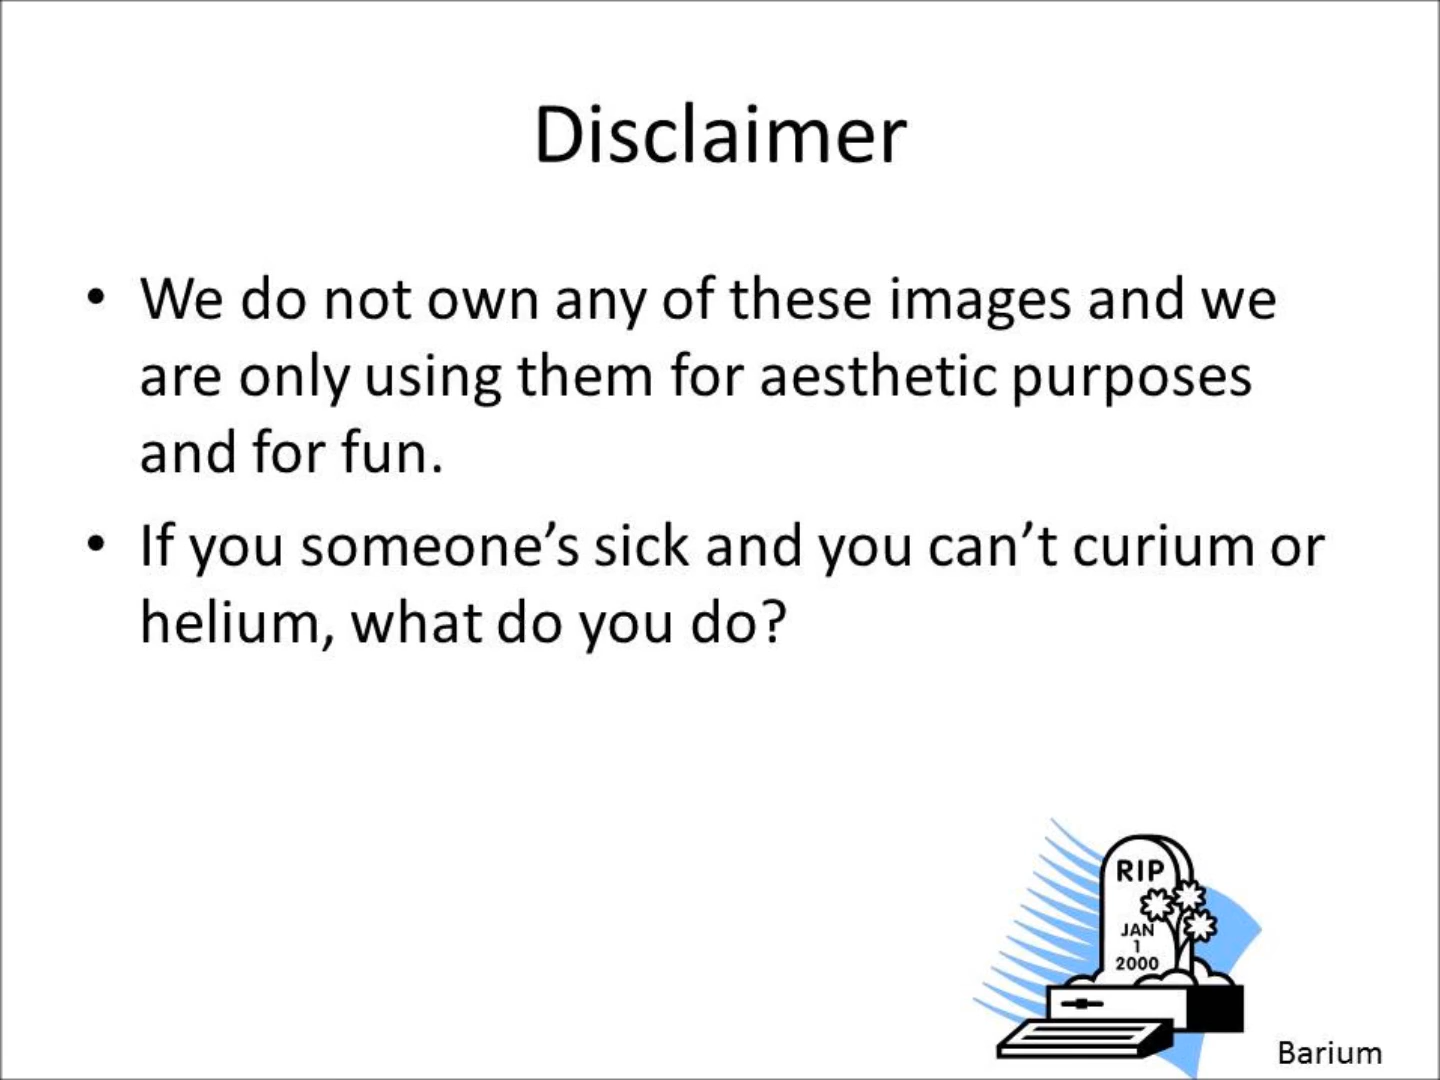 Disclaimer
• We do not own any of these images and we
are only using them for aesthetic purposes
and for fun.
• If you someone’s sick and you can’t curium or
helium, what do you do?
RIP
JAN
1
2000
Barium